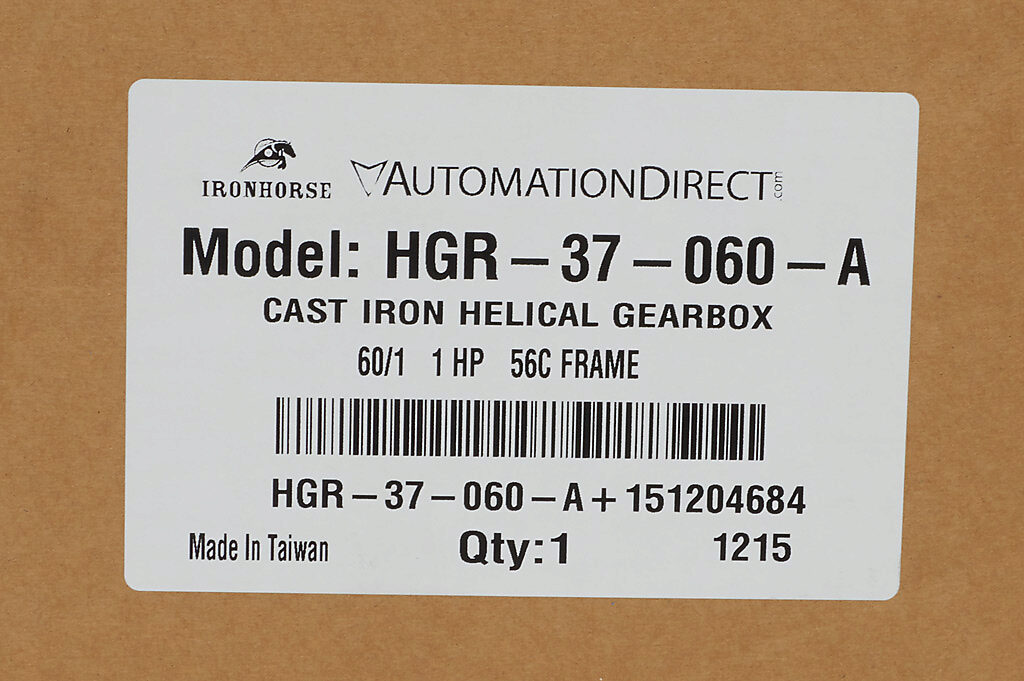 IRONHORSE AUTOMATIONDIRECT.com
Model: HGR-37-060-A
CAST IRON HELICAL GEARBOX
60/1 1 HP 56C FRAME
HGR-37-060-A+151204684
Made In Taiwan Qty:1 1215